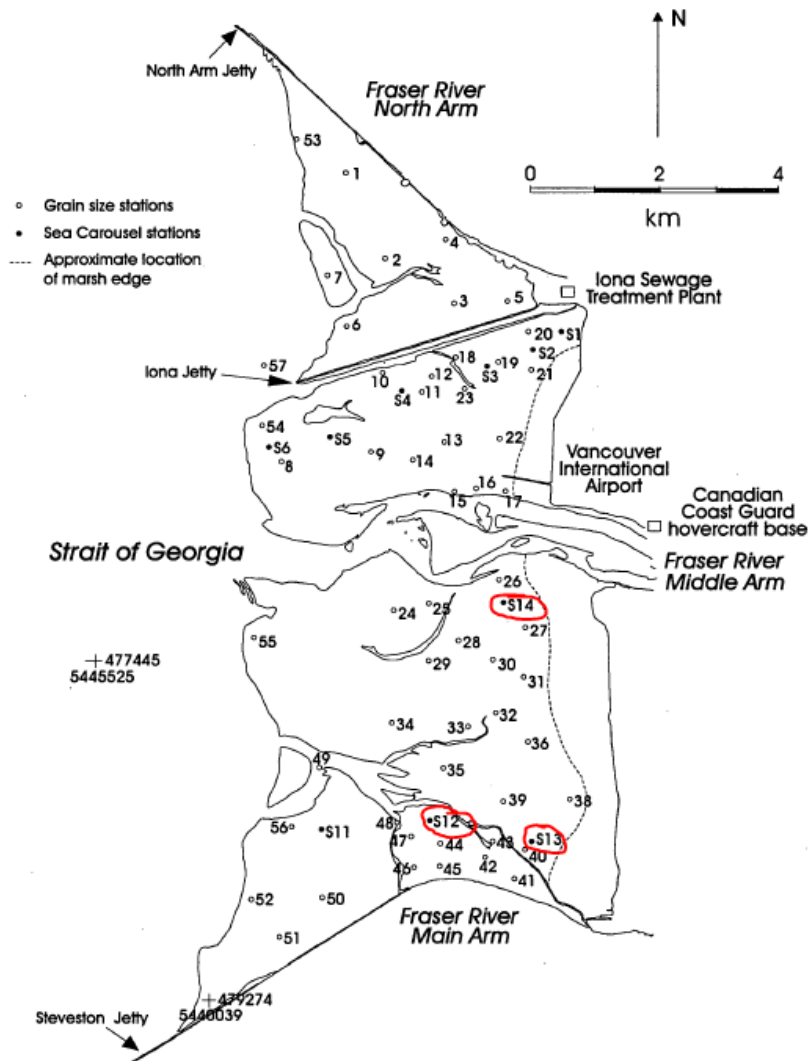 N
North Arm Jetty
Fraser River
North Arm
53
1
0 2 4
km
Grain size stations
Sea Carousel stations
Approximate location
of marsh edge
4
2
7
3
5
Iona Sewage
Treatment Plant
6
20
S1
S2
57
18
19
21
Iona Jetty
10
12
S3
S4
11
23
54
S5
13
22
S6
9
14
8
Vancouver
International
Airport
16
15
17
Canadian
Coast Guard
hovercraft base
Strait of Georgia
Fraser River
Middle Arm
26
24
25
S14
27
55
28
477445
5445525
29
30
31
32
34
33
36
35
49
39
38
56
S11
48
S12
47
44
43
S13
40
46
45
42
41
52
50
51
Fraser River
Main Arm
479274
5440039
Steveston Jetty